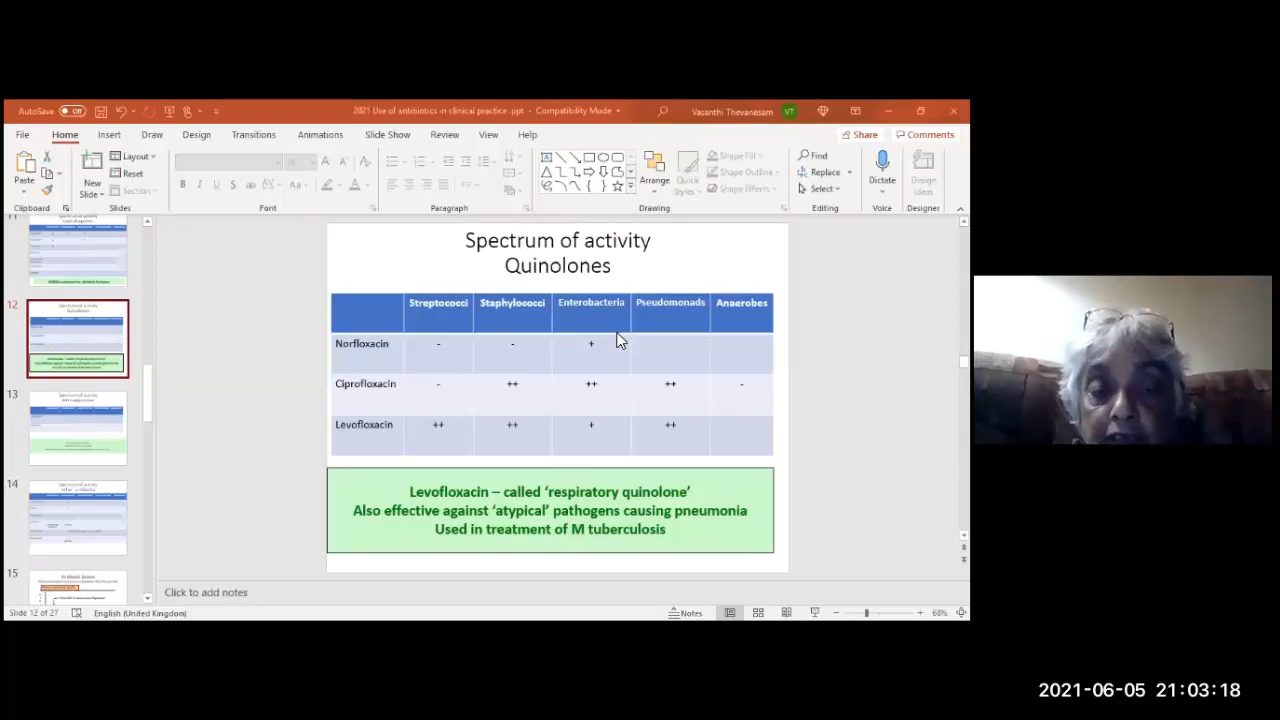 AutoSave Off
2021 Use of antibiotics in clinical practice .ppt - Compatibility Mode
Vasanthi Thevanesam VT
File Home Insert Draw Design Transitions Animations Slide Show Review View Help
Share Comments
Paste
Clipboard
New
Slide
Layout
Reset
Section
Slides
B I U S ab AV Aa A
Font
Paragraph
Arrange
Quick
Styles
Shape Fill
Shape Outline
Shape Effects
Drawing
Find
Replace
Select
Editing
Dictate
Voice
Design
Ideas
Designer
11
12
13
14
15
Spectrum of activity
Quinolones
Streptococci Staphylococci Enterobacteria Pseudomonads Anaerobes
Norfloxacin - - +
Ciprofloxacin - ++ ++ ++ -
Levofloxacin ++ ++ + ++
Levofloxacin – called ‘respiratory quinolone’
Also effective against ‘atypical’ pathogens causing pneumonia
Used in treatment of M tuberculosis
Click to add notes
Slide 12 of 27 English (United Kingdom) Notes 68%
2021-06-05 21:03:18